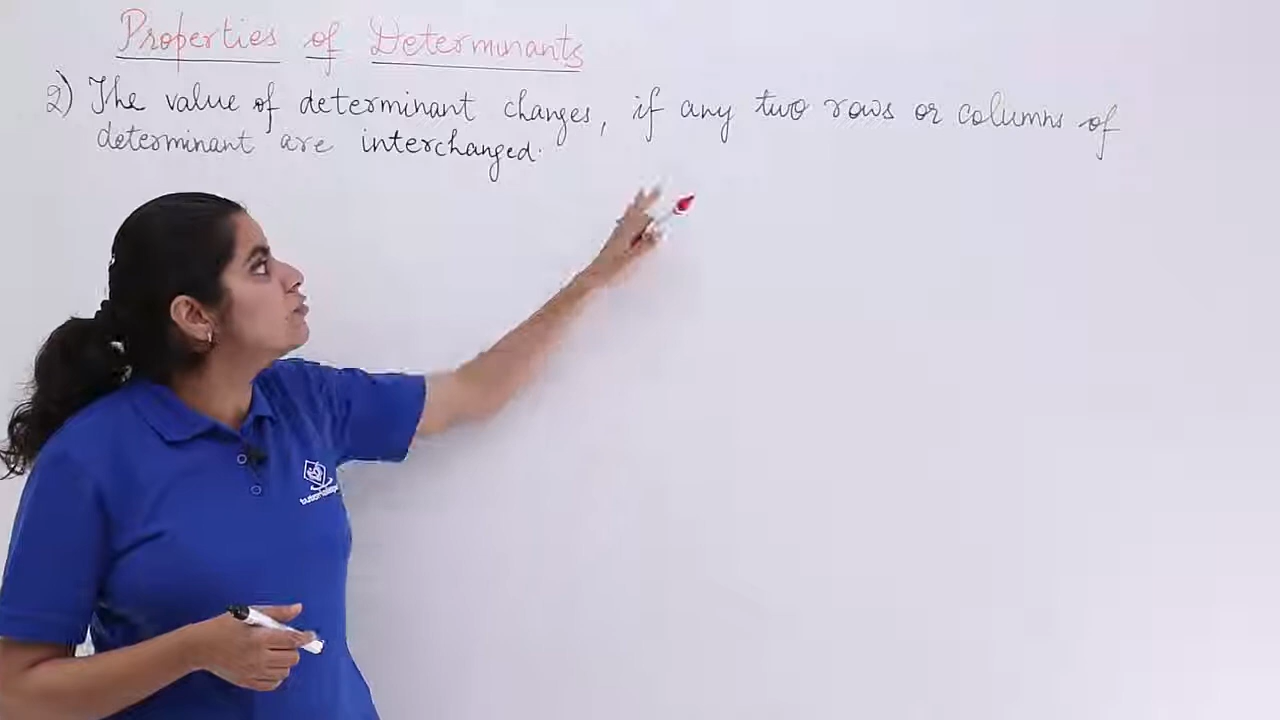 Properties of Determinants
2) The value of determinant changes, if any two rows or columns of
determinant are interchanged.